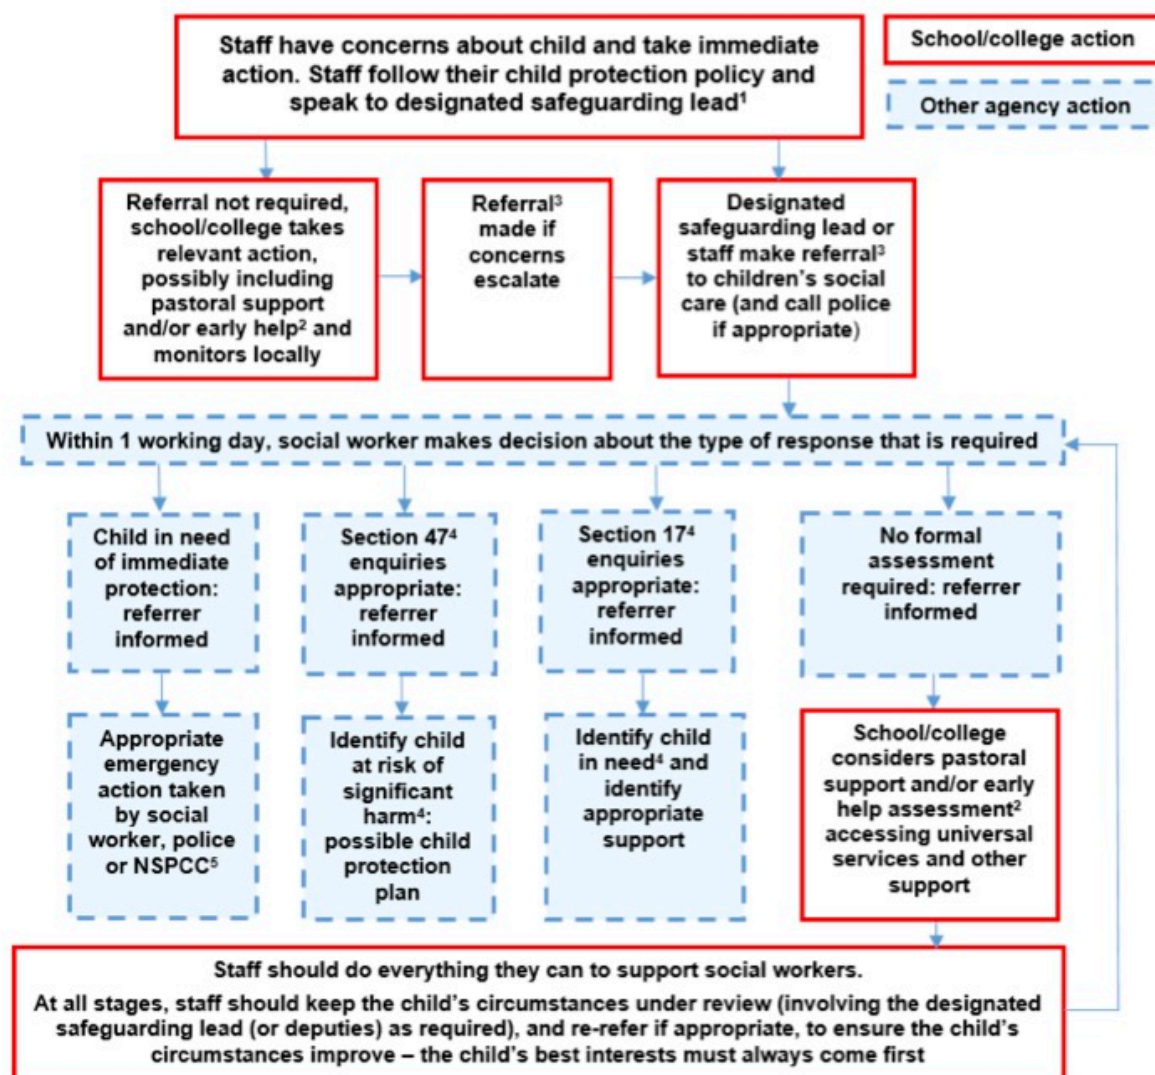 Staff have concerns about child and take immediate
action. Staff follow their child protection policy and
speak to designated safeguarding lead¹
School/college action
Other agency action
Referral not required,
school/college takes
relevant action,
possibly including
pastoral support
and/or early help² and
monitors locally
Referral³
made if
concerns
escalate
Designated
safeguarding lead or
staff make referral³
to children’s social
care (and call police
if appropriate)
Within 1 working day, social worker makes decision about the type of response that is required
Child in need
of immediate
protection:
referrer
informed
Section 47⁴
enquiries
appropriate:
referrer
informed
Section 17⁴
enquiries
appropriate:
referrer
informed
No formal
assessment
required: referrer
informed
Appropriate
emergency
action taken
by social
worker, police
or NSPCC⁵
Identify child
at risk of
significant
harm⁴:
possible child
protection
plan
Identify child
in need⁴ and
identify
appropriate
support
School/college
considers pastoral
support and/or early
help assessment²
accessing universal
services and other
support
Staff should do everything they can to support social workers.
At all stages, staff should keep the child’s circumstances under review (involving the designated
safeguarding lead (or deputies) as required), and re-refer if appropriate, to ensure the child’s
circumstances improve – the child’s best interests must always come first